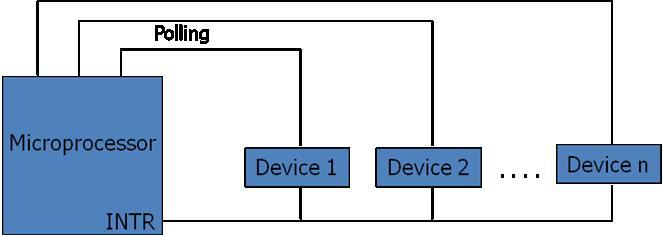 Polling
Microprocessor
Device 1
Device 2
....
Device n
INTR